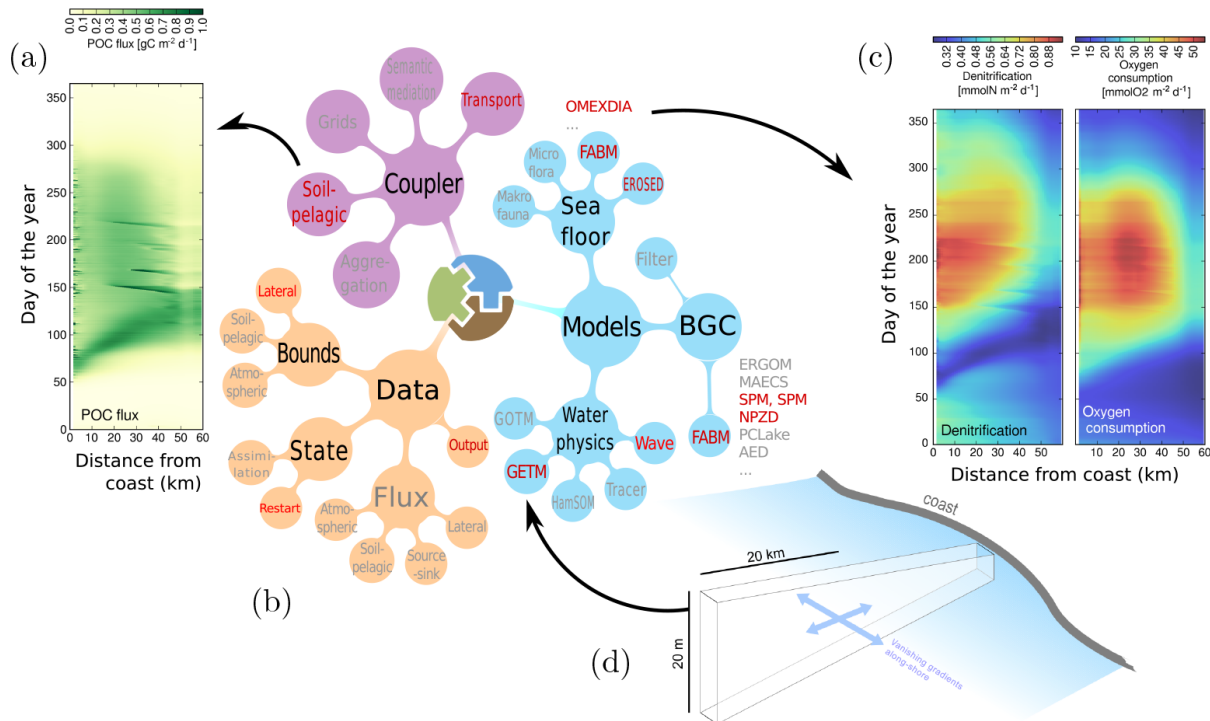 (a)
0.0
0.1
0.2
0.3
0.4
0.5
0.6
0.7
0.8
0.9
1.0
POC flux [gC m⁻² d⁻¹]
350
300
250
200
150
100
50
0
Day of the year
POC flux
0 10 20 30 40 50 60
Distance from
coast (km)
(b)
Semantic
mediation
Transport
Grids
Coupler
Soil-
pelagic
Aggre-
gation
Lateral
Soil-
pelagic
Bounds
Atmo-
spheric
Data
State
Output
Assimi-
lation
Restart
Flux
Atmo-
spheric
Soil-
pelagic
Source
-sink
Lateral
OMEXDIA
...
Micro
flora
FABM
EROSED
Makro
fauna
Sea
floor
Filter
Models
BGC
Water
physics
GOTM
Wave
GETM
HamSOM
Tracer
FABM
ERGOM
MAECS
SPM, SPM
NPZD
PCLake
AED
...
(c)
0.32
0.40
0.48
0.56
0.64
0.72
0.80
0.88
Denitrification
[mmolN m⁻² d⁻¹]
10
15
20
25
30
35
40
45
50
Oxygen
consumption
[mmolO2 m⁻² d⁻¹]
350
300
250
200
150
100
50
0
Day of the year
Denitrification
Oxygen
consumption
0 10 20 30 40 50 60
0 10 20 30 40 50 60
Distance from coast (km)
(d)
coast
20 km
20 m
Vanishing gradients
along-shore